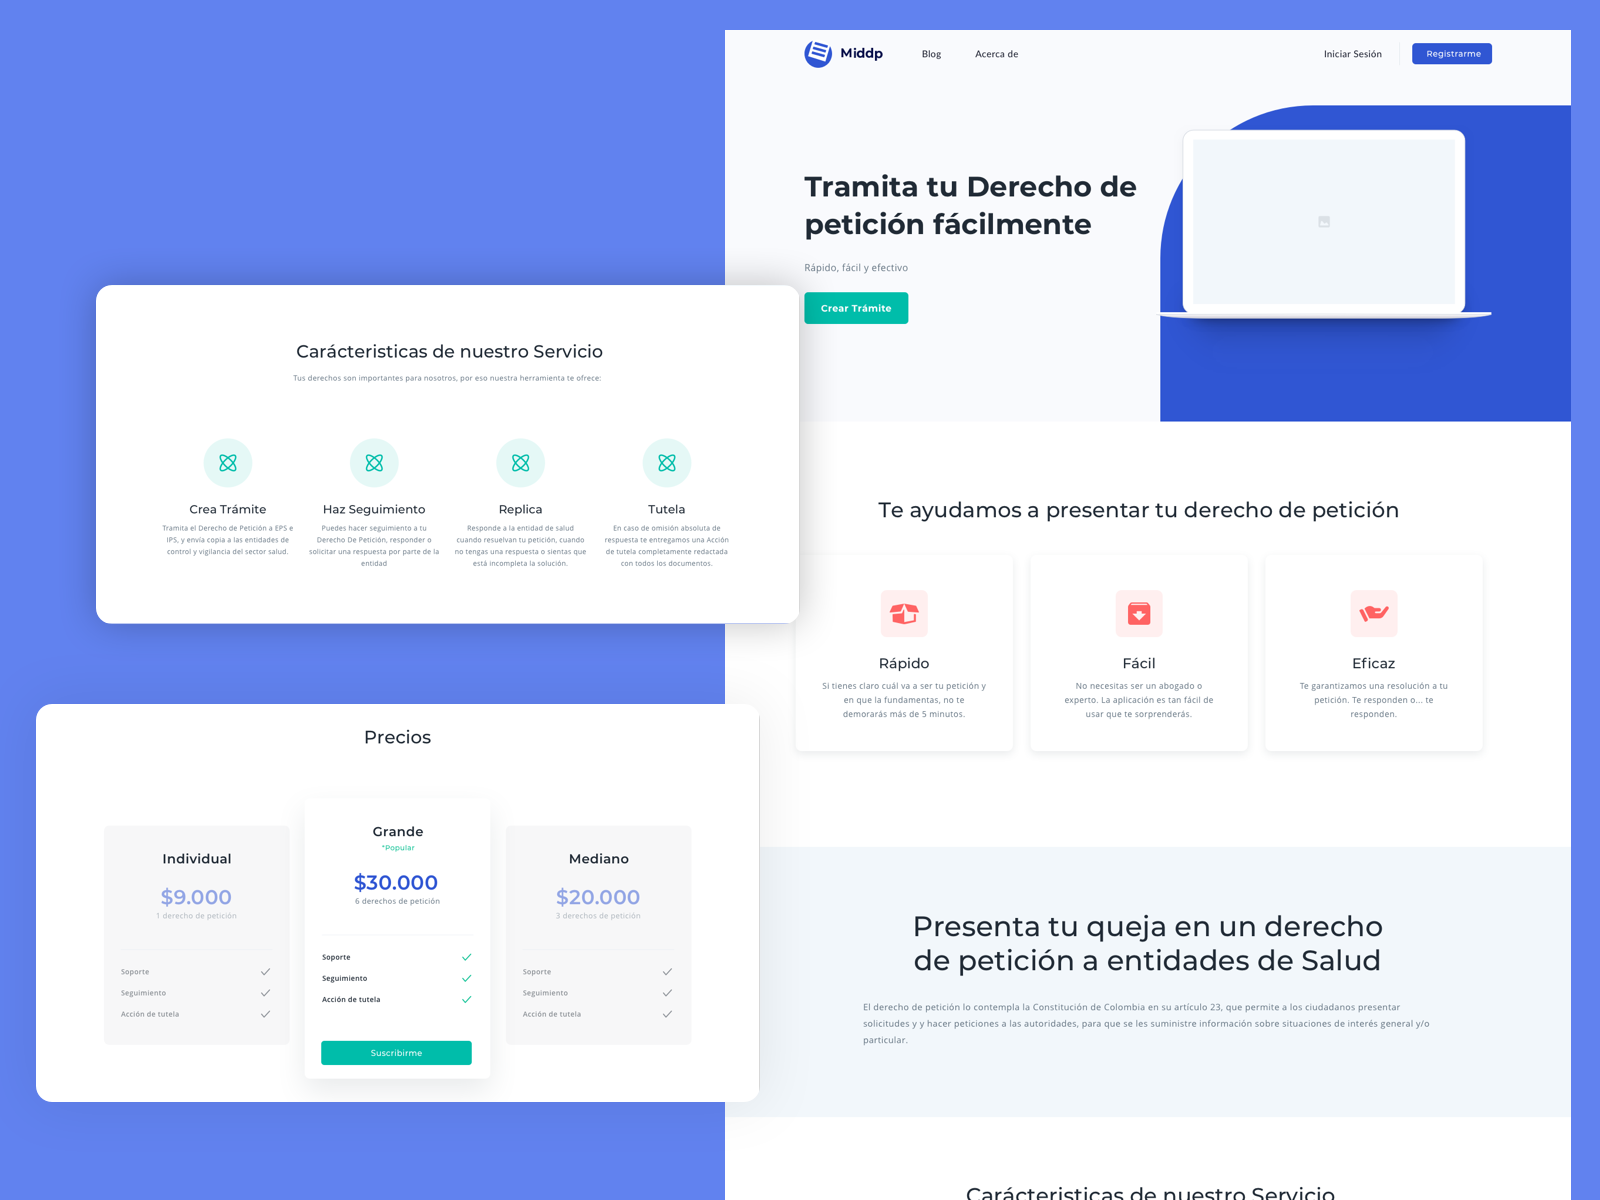 Middp
Blog
Acerca de
Iniciar Sesión
Registrarme
Tramita tu Derecho de
petición fácilmente
Rápido, fácil y efectivo
Crear Trámite
Carácteristicas de nuestro Servicio
Tus derechos son importantes para nosotros, por eso nuestra herramienta te ofrece:
Crea Trámite
Tramita el Derecho de Petición a EPS e
IPS, y envía copia a las entidades de
control y vigilancia del sector salud.
Haz Seguimiento
Puedes hacer seguimiento a tu
Derecho De Petición, responder o
solicitar una respuesta por parte de la
entidad
Replica
Responde a la entidad de salud
cuando resuelvan tu petición, cuando
no tengas una respuesta o sientas que
está incompleta la solución.
Tutela
En caso de omisión absoluta de
respuesta te entregamos una Acción
de tutela completamente redactada
con todos los documentos.
Te ayudamos a presentar tu derecho de petición
Rápido
Si tienes claro cuál va a ser tu petición y
en que la fundamentas, no te
demorarás más de 5 minutos.
Fácil
No necesitas ser un abogado o
experto. La aplicación es tan fácil de
usar que te sorprenderás.
Eficaz
Te garantizamos una resolución a tu
petición. Te responden o... te
responden.
Precios
Individual
$9.000
1 derecho de petición
Soporte
Seguimiento
Acción de tutela
Grande
*Popular
$30.000
6 derechos de petición
Soporte
Seguimiento
Acción de tutela
Suscribirme
Mediano
$20.000
3 derechos de petición
Soporte
Seguimiento
Acción de tutela
Presenta tu queja en un derecho
de petición a entidades de Salud
El derecho de petición lo contempla la Constitución de Colombia en su artículo 23, que permite a los ciudadanos presentar
solicitudes y y hacer peticiones a las autoridades, para que se les suministre información sobre situaciones de interés general y/o
particular.
Carácteristicas de nuestro Servicio